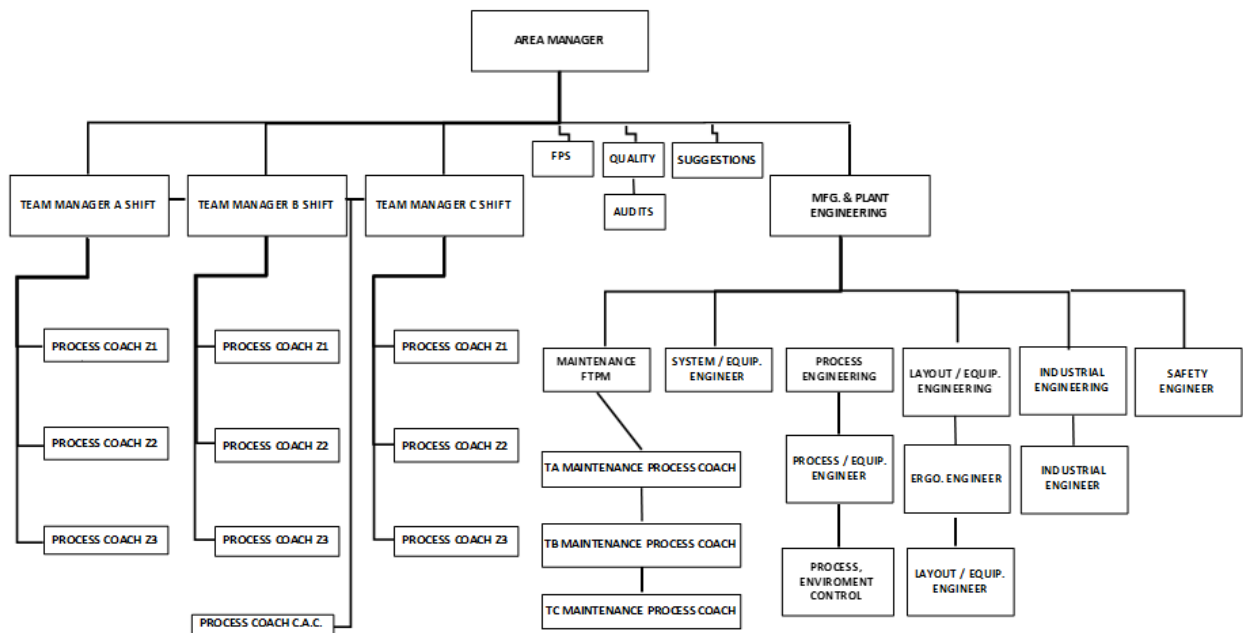 AREA MANAGER
FPS
QUALITY
SUGGESTIONS
AUDITS
TEAM MANAGER A SHIFT
TEAM MANAGER B SHIFT
TEAM MANAGER C SHIFT
MFG. & PLANT
ENGINEERING
PROCESS COACH Z1
PROCESS COACH Z1
PROCESS COACH Z1
PROCESS COACH Z2
PROCESS COACH Z2
PROCESS COACH Z2
PROCESS COACH Z3
PROCESS COACH Z3
PROCESS COACH Z3
PROCESS COACH C.A.C.
MAINTENANCE
FTPM
SYSTEM / EQUIP.
ENGINEER
PROCESS
ENGINEERING
LAYOUT / EQUIP.
ENGINEERING
INDUSTRIAL
ENGINEERING
SAFETY
ENGINEER
TA MAINTENANCE PROCESS COACH
PROCESS / EQUIP.
ENGINEER
ERGO. ENGINEER
INDUSTRIAL
ENGINEER
TB MAINTENANCE PROCESS COACH
TC MAINTENANCE PROCESS COACH
PROCESS,
ENVIROMENT
CONTROL
LAYOUT / EQUIP.
ENGINEER